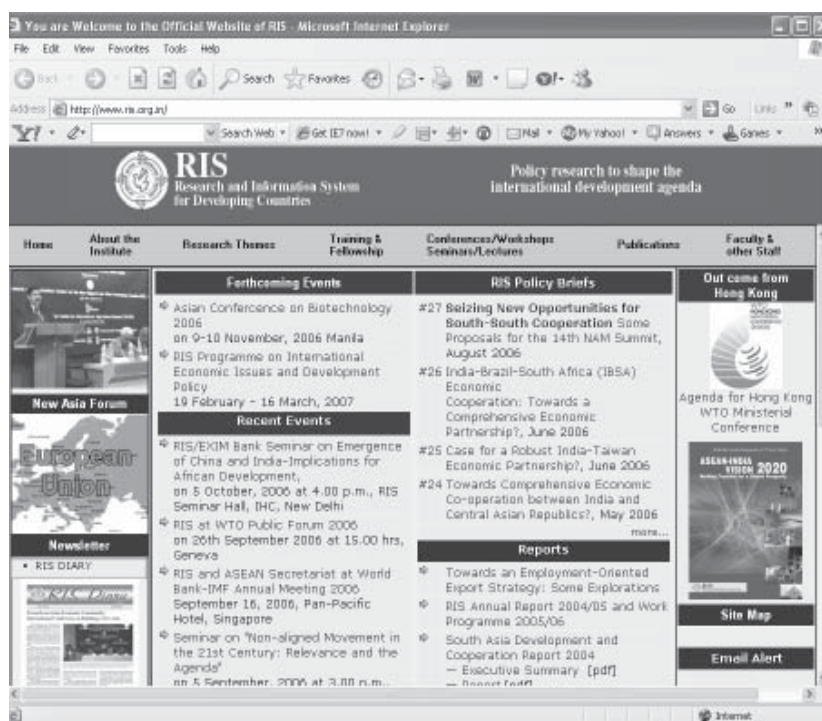 You are Welcome to the Official Website of RIS - Microsoft Internet Explorer
File Edit View Favorites Tools Help
Back Search Favorites
Address http://www.ris.org.in/ Go Links
Y! Search Web Get IE7 now! Mail My Yahoo! Answers Games
RIS
Research and Information System
for Developing Countries
Policy research to shape the
international development agenda
Home
About the
Institute
Research Themes
Training &
Fellowship
Conferences/Workshops
Seminars/Lectures
Publications
Faculty &
other Staff
New Asia Forum
European
Union
Newsletter
RIS DIARY
RIS Diary
Forthcoming Events
Asian Confercence on Biotechnology
2006
on 9-10 November, 2006 Manila
RIS Programme on International
Economic Issues and Development
Policy
19 February - 16 March, 2007
Recent Events
RIS/EXIM Bank Seminar on Emergence
of China and India-Implications for
African Development,
on 5 October, 2006 at 4.00 p.m., RIS
Seminar Hall, IHC, New Delhi
RIS at WTO Public Forum 2006
on 26th September 2006 at 15.00 hrs,
Geneva
RIS and ASEAN Secretariat at World
Bank-IMF Annual Meeting 2006
September 16, 2006, Pan-Pacific
Hotel, Singapore
Seminar on "Non-aligned Movement in
the 21st Century: Relevance and the
Agenda"
on 5 September, 2006 at 3.00 p.m.,
RIS Policy Briefs
#27 Seizing New Opportunities for
South-South Cooperation Some
Proposals for the 14th NAM Summit,
August 2006
#26 India-Brazil-South Africa (IBSA)
Economic
Cooperation: Towards a
Comprehensive Economic
Partnership?, June 2006
#25 Case for a Robust India-Taiwan
Economic Partnership?, June 2006
#24 Towards Comprehensive Economic
Co-operation between India and
Central Asian Republics?, May 2006
more...
Reports
Towards an Employment-Oriented
Export Strategy: Some Explorations
RIS Annual Report 2004/05 and Work
Programme 2005/06
South Asia Development and
Cooperation Report 2004
— Executive Summary [pdf]
— Report [pdf]
Out come from
Hong Kong
Agenda for Hong Kong
WTO Ministerial
Conference
ASEAN-INDIA
VISION 2020
Site Map
Email Alert
Internet